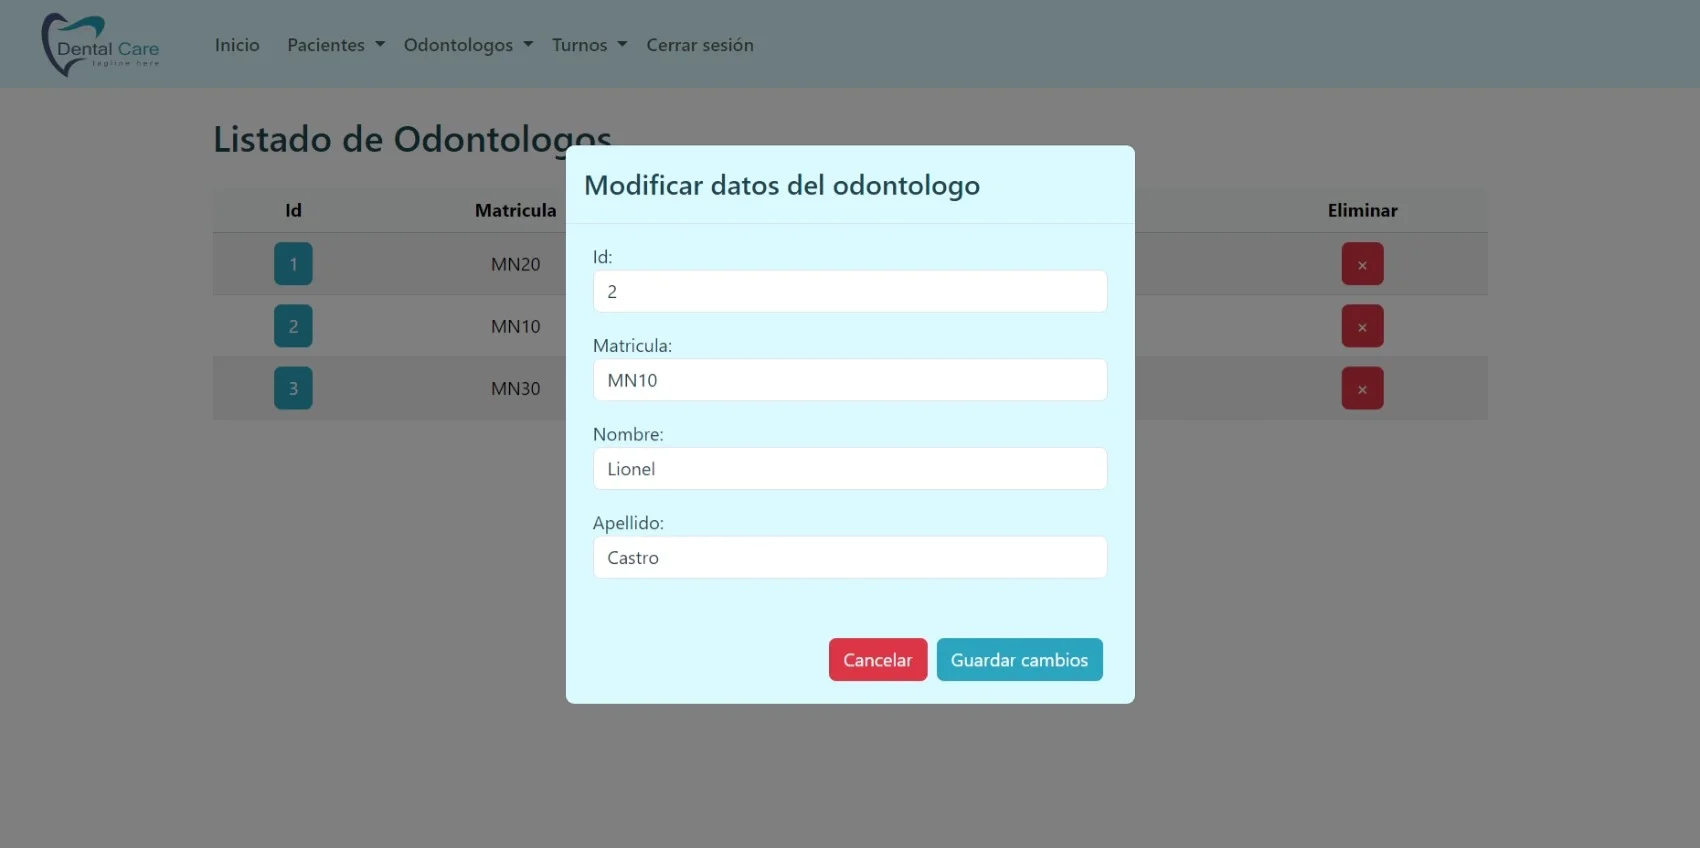 Dental Care
tagline here
Inicio Pacientes Odontologos Turnos Cerrar sesión
Listado de Odontologos
Id Matricula Eliminar
1 MN20 ×
2 MN10 ×
3 MN30 ×
Modificar datos del odontologo
Id:
2
Matricula:
MN10
Nombre:
Lionel
Apellido:
Castro
Cancelar Guardar cambios